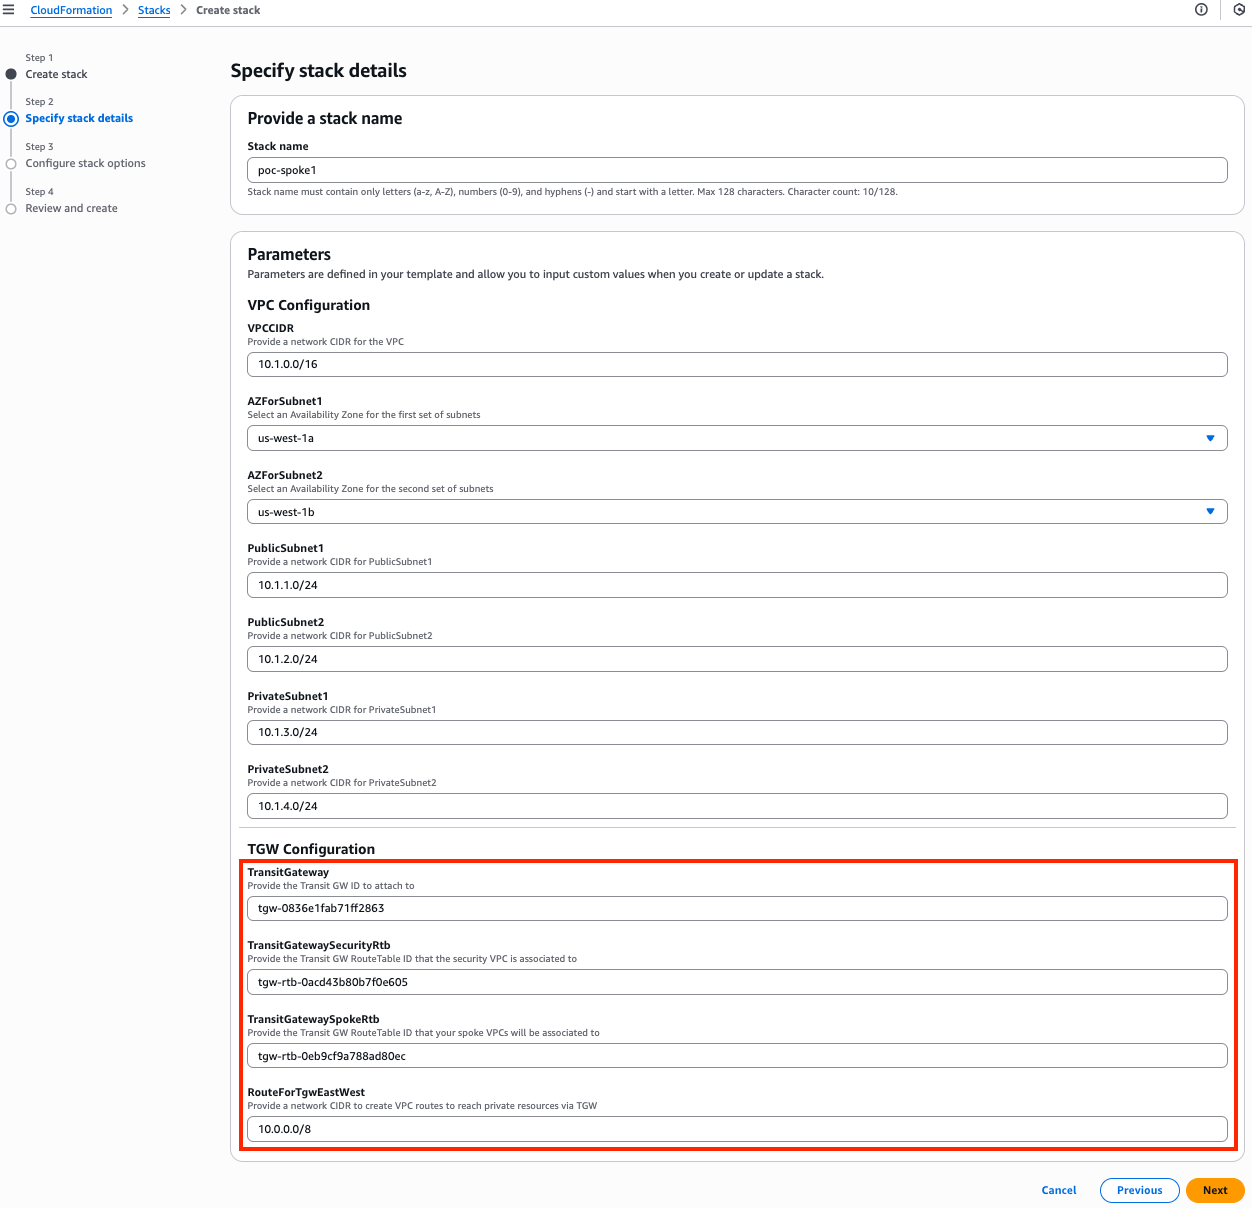 CloudFormation > Stacks > Create stack
Step 1
Create stack
Step 2
Specify stack details
Step 3
Configure stack options
Step 4
Review and create
Specify stack details
Provide a stack name
Stack name
poc-spoke1
Stack name must contain only letters (a-z, A-Z), numbers (0-9), and hyphens (-) and start with a letter. Max 128 characters. Character count: 10/128.
Parameters
Parameters are defined in your template and allow you to input custom values when you create or update a stack.
VPC Configuration
VPCCIDR
Provide a network CIDR for the VPC
10.1.0.0/16
AZForSubnet1
Select an Availability Zone for the first set of subnets
us-west-1a
AZForSubnet2
Select an Availability Zone for the second set of subnets
us-west-1b
PublicSubnet1
Provide a network CIDR for PublicSubnet1
10.1.1.0/24
PublicSubnet2
Provide a network CIDR for PublicSubnet2
10.1.2.0/24
PrivateSubnet1
Provide a network CIDR for PrivateSubnet1
10.1.3.0/24
PrivateSubnet2
Provide a network CIDR for PrivateSubnet2
10.1.4.0/24
TGW Configuration
TransitGateway
Provide the Transit GW ID to attach to
tgw-0836e1fab71ff2863
TransitGatewaySecurityRtb
Provide the Transit GW RouteTable ID that the security VPC is associated to
tgw-rtb-0acd43b80b7f0e605
TransitGatewaySpokeRtb
Provide the Transit GW RouteTable ID that your spoke VPCs will be associated to
tgw-rtb-0eb9cf9a788ad80ec
RouteForTgwEastWest
Provide a network CIDR to create VPC routes to reach private resources via TGW
10.0.0.0/8
Cancel
Previous
Next